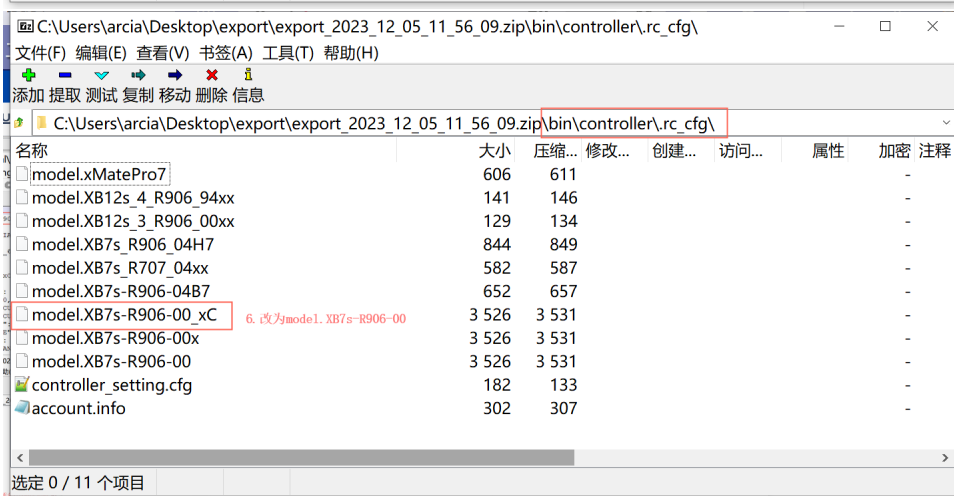 C:\Users\arcia\Desktop\export\export_2023_12_05_11_56_09.zip\bin\controller\.rc_cfg\
文件(F) 编辑(E) 查看(V) 书签(A) 工具(T) 帮助(H)
添加 提取 测试 复制 移动 删除 信息
C:\Users\arcia\Desktop\export\export_2023_12_05_11_56_09.zip\bin\controller\.rc_cfg\
名称 大小 压缩... 修改... 创建... 访问... 属性 加密 注释
model.xMatePro7 606 611 -
model.XB12s_4_R906_94xx 141 146 -
model.XB12s_3_R906_00xx 129 134 -
model.XB7s_R906_04H7 844 849 -
model.XB7s_R707_04xx 582 587 -
model.XB7s-R906-04B7 652 657 -
model.XB7s-R906-00_xC 6.改为model.XB7s-R906-00 3 526 3 531 -
model.XB7s-R906-00x 3 526 3 531 -
model.XB7s-R906-00 3 526 3 531 -
controller_setting.cfg 182 133 -
account.info 302 307 -
选定 0 / 11 个项目